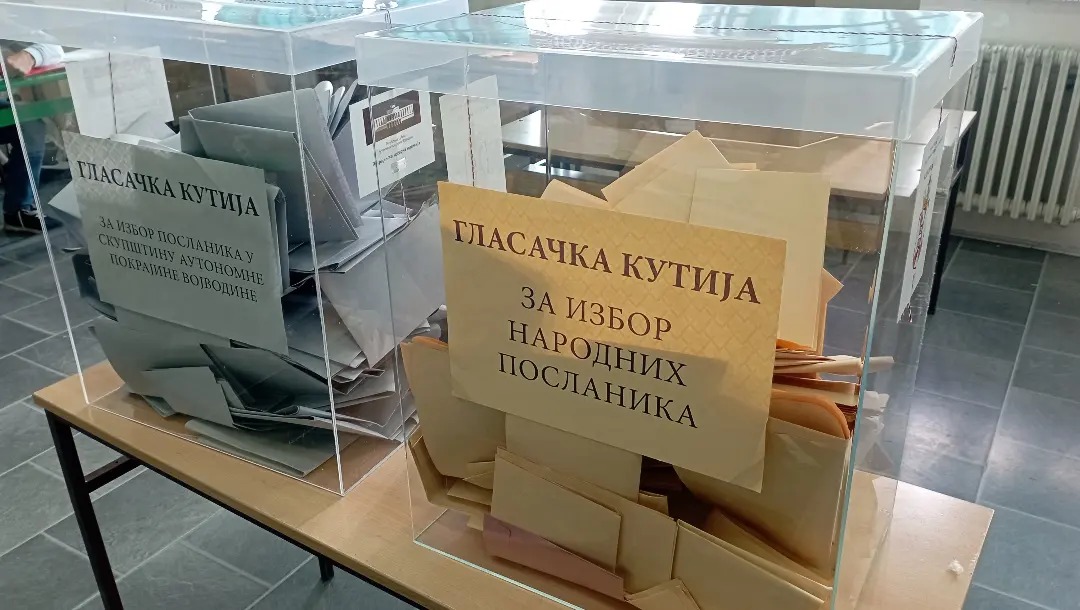 ГЛАСАЧКА КУТИЈА
ЗА ИЗБОР ПОСЛАНИКА У
СКУПШТИНУ АУТОНОМНЕ
ПОКРАЈИНЕ ВОЈВОДИНЕ
ГЛАСАЧКА КУТИЈА
ЗА ИЗБОР
НАРОДНИХ
ПОСЛАНИКА